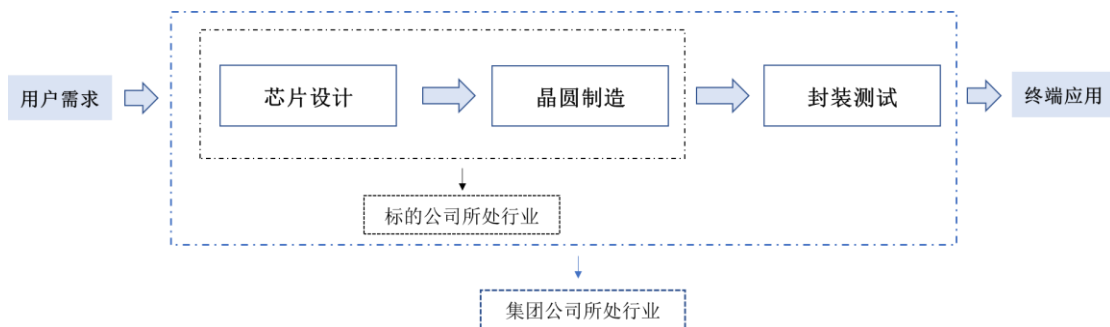 用户需求
芯片设计
晶圆制造
封装测试
终端应用
标的公司所处行业
集团公司所处行业